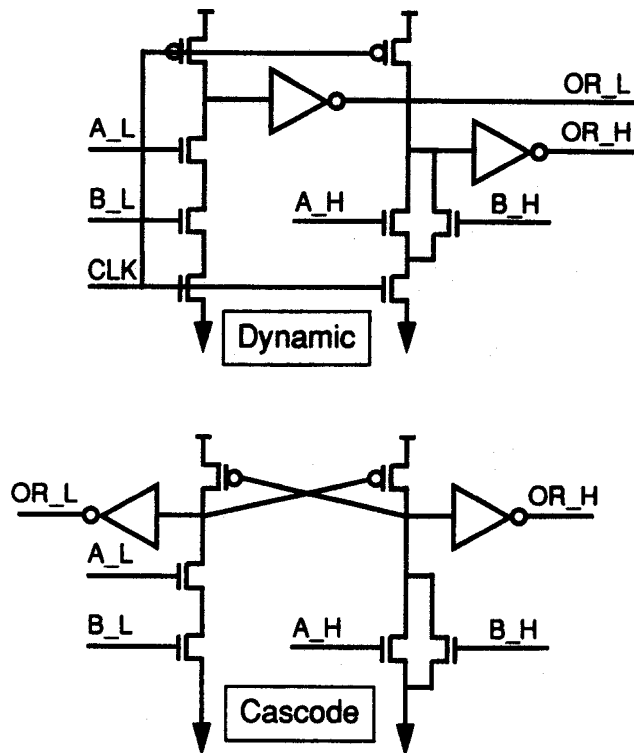 OR_L
OR_H
A_L
B_L
A_H
B_H
CLK
Dynamic
OR_L
OR_H
A_L
B_L
A_H
B_H
Cascode